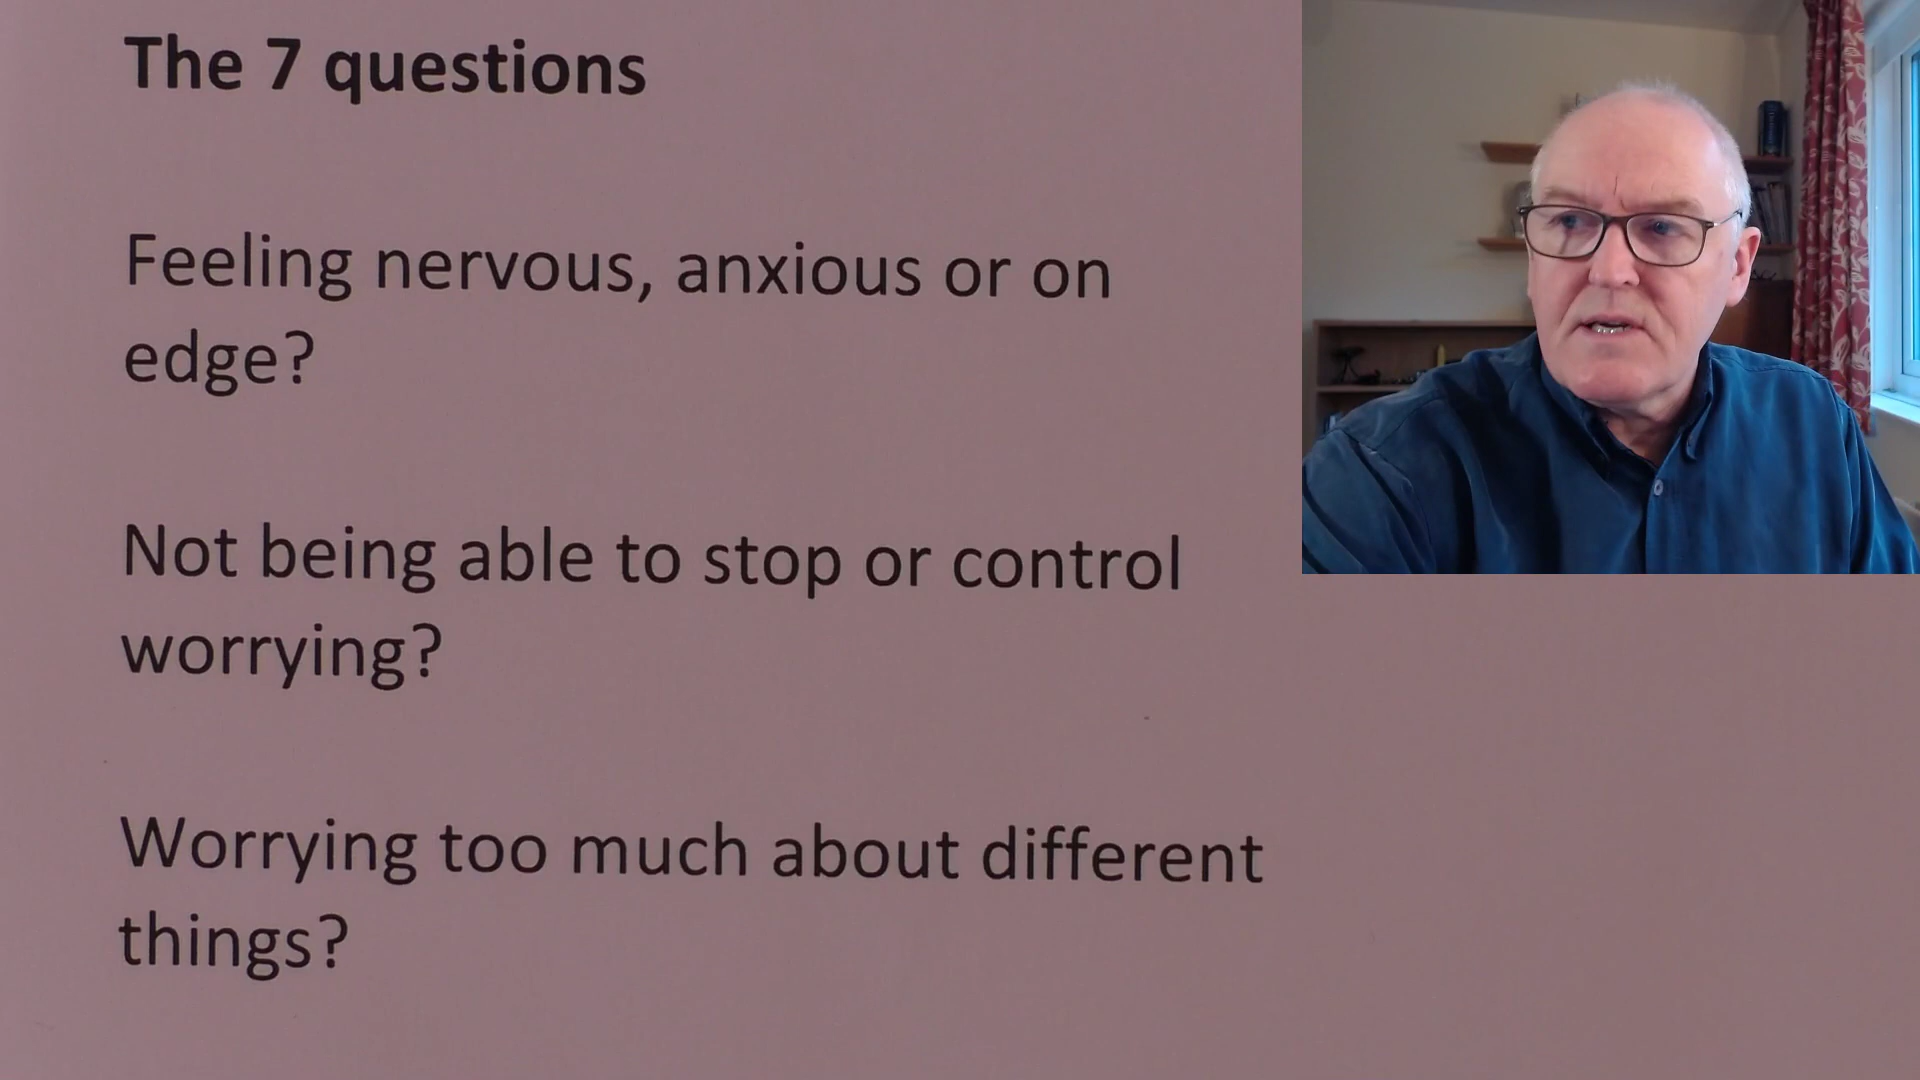 The 7 questions
Feeling nervous, anxious or on
edge?
Not being able to stop or control
worrying?
Worrying too much about different
things?